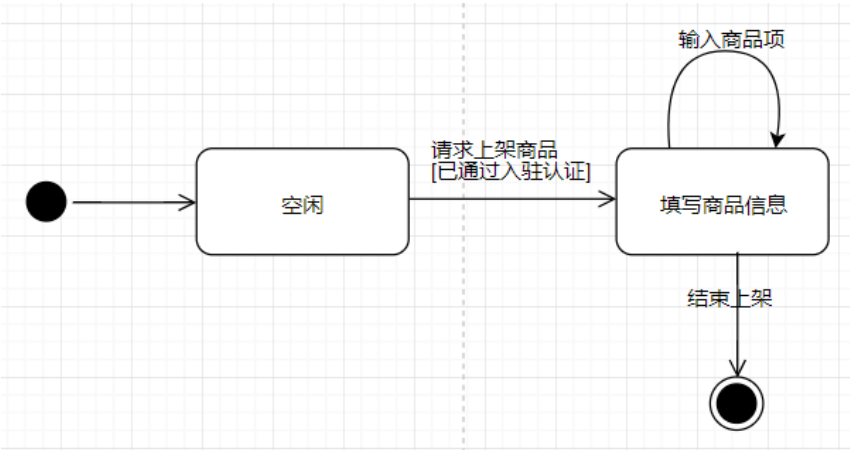 输入商品项
请求上架商品
[已通过入驻认证]
空闲
填写商品信息
结束上架